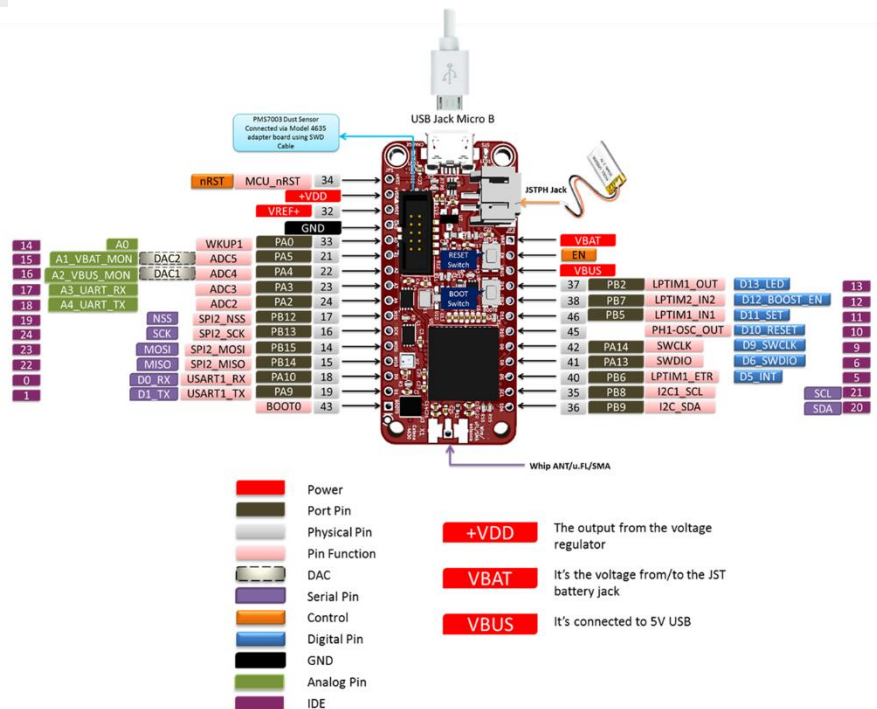 USB Jack Micro B
PMS7003 Dust Sensor
Connected via Model 4635
adapter board using SWD
Cable
JSTPH Jack
nRST MCU_nRST 34
+VDD
VREF+ 32
GND
14 A0 WKUP1 PA0 33
15 A1_VBAT_MON DAC2 ADC5 PA5 21
16 A2_VBUS_MON DAC1 ADC4 PA4 22
17 A3_UART_RX ADC3 PA3 23
18 A4_UART_TX ADC2 PA2 24
19 NSS SPI2_NSS PB12 17
24 SCK SPI2_SCK PB13 16
23 MOSI SPI2_MOSI PB15 14
22 MISO SPI2_MISO PB14 15
0 D0_RX USART1_RX PA10 18
1 D1_TX USART1_TX PA9 19
BOOT0 43
RESET
Switch
BOOT
Switch
VBAT
EN
VBUS
37 PB2 LPTIM1_OUT D13_LED 13
38 PB7 LPTIM2_IN2 D12_BOOST_EN 12
46 PB5 LPTIM1_IN1 D11_SET 11
45 PH1-OSC_OUT D10_RESET 10
42 PA14 SWCLK D9_SWCLK 9
41 PA13 SWDIO D6_SWDIO 6
40 PB6 LPTIM1_ETR D5_INT 5
35 PB8 I2C1_SCL SCL 21
36 PB9 I2C_SDA SDA 20
Whip ANT/u.FL/SMA
Power
Port Pin
Physical Pin
Pin Function
DAC
Serial Pin
Control
Digital Pin
GND
Analog Pin
IDE
+VDD The output from the voltage
regulator
VBAT It's the voltage from/to the JST
battery jack
VBUS It's connected to 5V USB